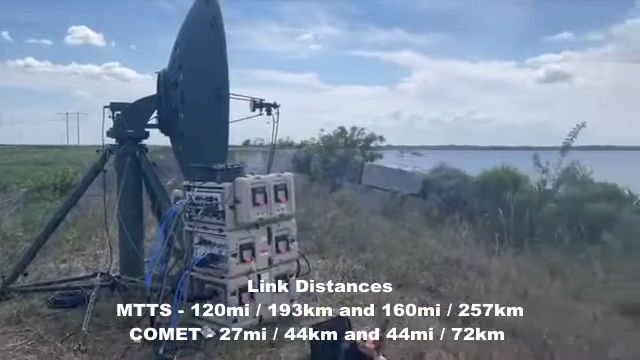 Link Distances
MTTS - 120mi / 193km and 160mi / 257km
COMET - 27mi / 44km and 44mi / 72km